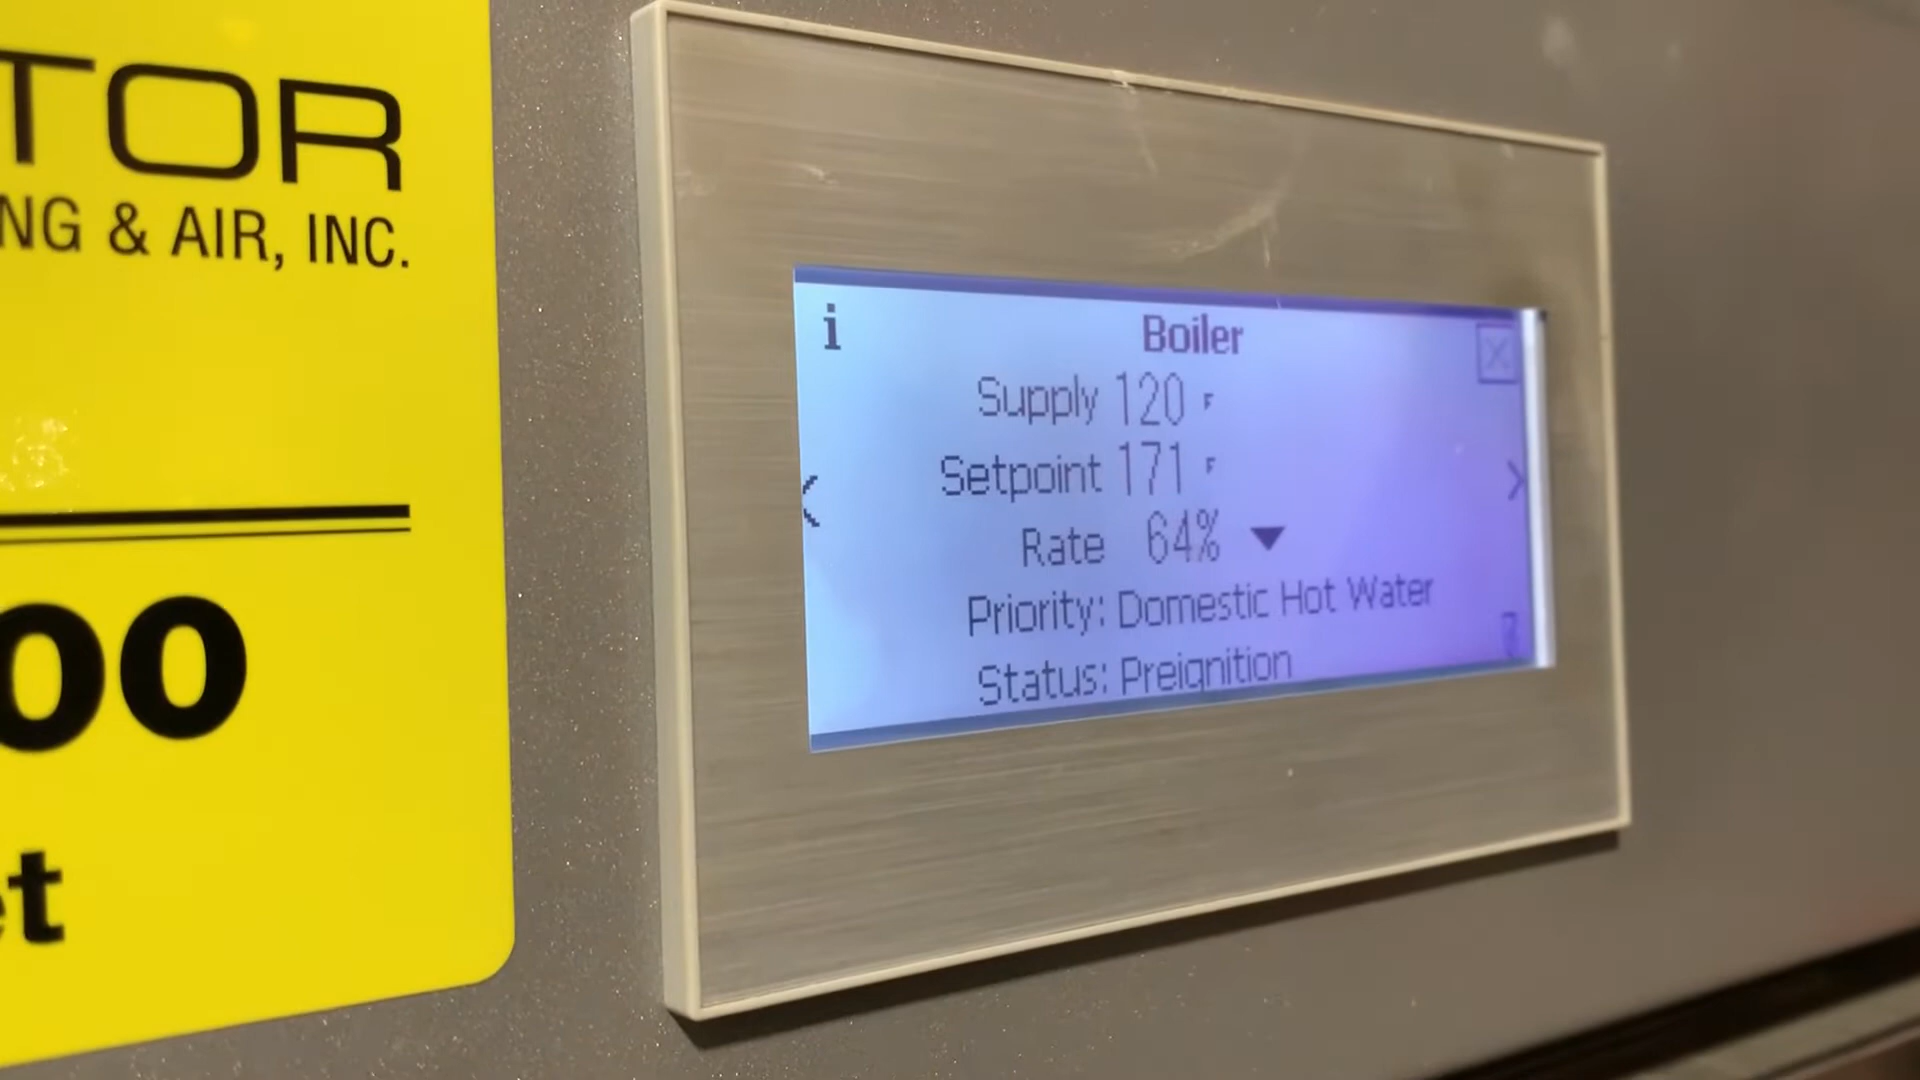 TOR
NG & AIR, INC.
00
et
i
Boiler
Supply 120 F
Setpoint 171 F
Rate 64%
Priority: Domestic Hot Water
Status: Preignition